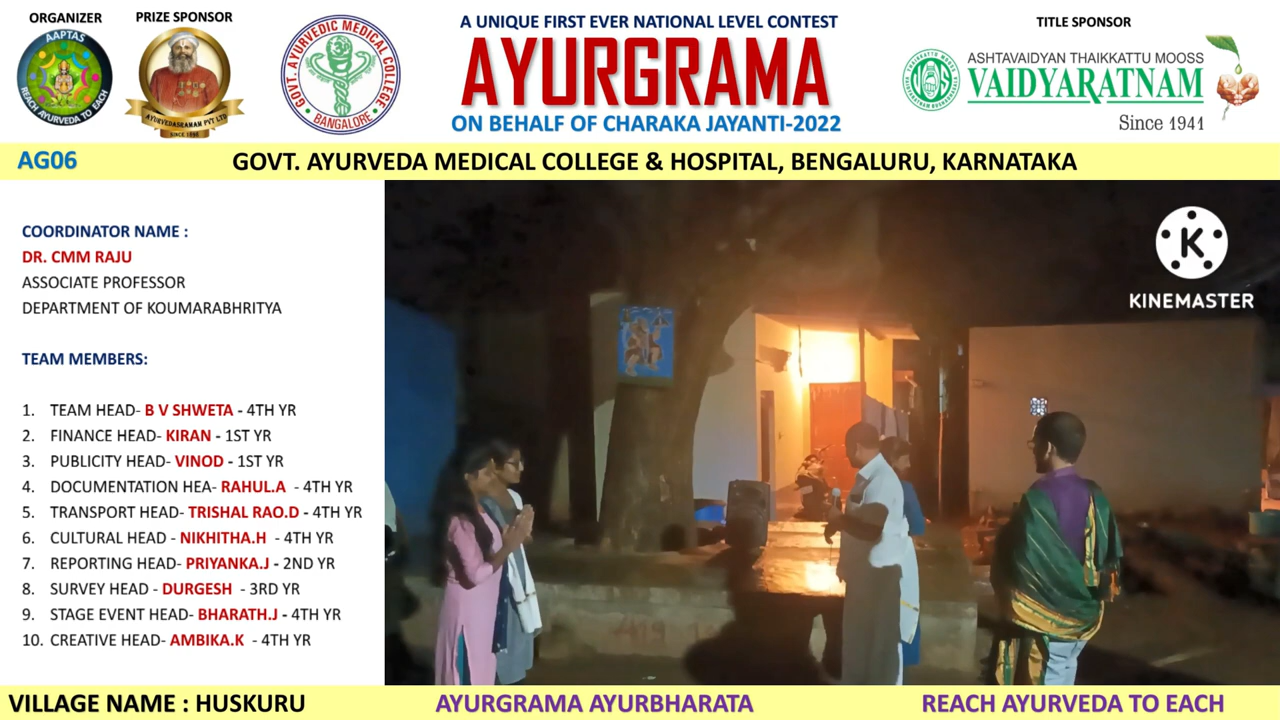 ORGANIZER
AAPTAS
REACH AYURVEDA TO EACH
PRIZE SPONSOR
AYURVEDASRAMAM PVT LTD
SINCE 1898
GOVT. AYURVEDIC MEDICAL COLLEGE
BANGALORE
A UNIQUE FIRST EVER NATIONAL LEVEL CONTEST
AYURGRAMA
ON BEHALF OF CHARAKA JAYANTI-2022
TITLE SPONSOR
ASHTAVAIDYAN THAIKKATTU MOOSS
VAIDYARATNAM
Since 1941
AG06
GOVT. AYURVEDA MEDICAL COLLEGE & HOSPITAL, BENGALURU, KARNATAKA
COORDINATOR NAME :
DR. CMM RAJU
ASSOCIATE PROFESSOR
DEPARTMENT OF KOUMARABHRITYA
TEAM MEMBERS:
1. TEAM HEAD- B V SHWETA - 4TH YR
2. FINANCE HEAD- KIRAN - 1ST YR
3. PUBLICITY HEAD- VINOD - 1ST YR
4. DOCUMENTATION HEA- RAHUL.A - 4TH YR
5. TRANSPORT HEAD- TRISHAL RAO.D - 4TH YR
6. CULTURAL HEAD - NIKHITHA.H - 4TH YR
7. REPORTING HEAD- PRIYANKA.J - 2ND YR
8. SURVEY HEAD - DURGESH - 3RD YR
9. STAGE EVENT HEAD- BHARATH.J - 4TH YR
10. CREATIVE HEAD- AMBIKA.K - 4TH YR
K
KINEMASTER
VILLAGE NAME : HUSKURU
AYURGRAMA AYURBHARATA
REACH AYURVEDA TO EACH